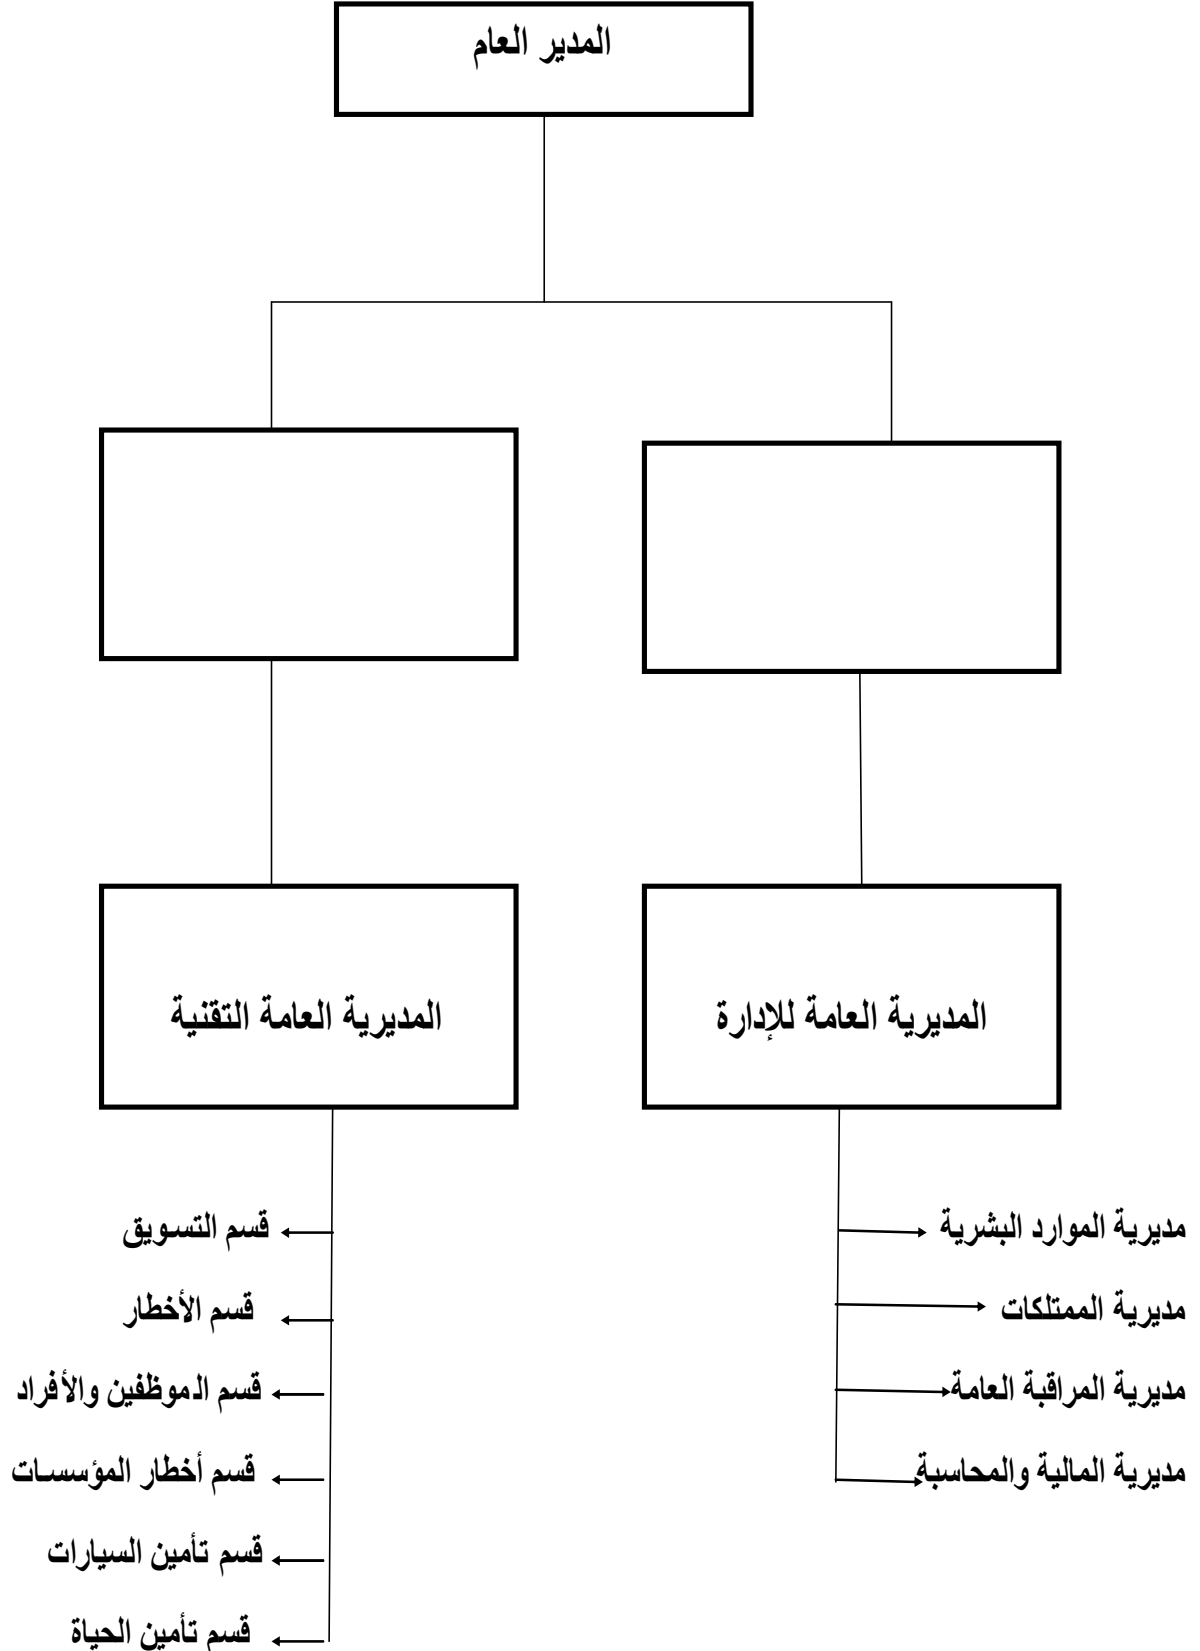 المدير العام
المديرية العامة للإدارة
المديرية العامة التقنية
مديرية الموارد البشرية
مديرية الممتلكات
مديرية المراقبة العامة
مديرية المالية والمحاسبة
قسم التسويق
قسم الأخطار
قسم الموظفين والأفراد
قسم أخطار المؤسسات
قسم تأمين السيارات
قسم تأمين الحياة